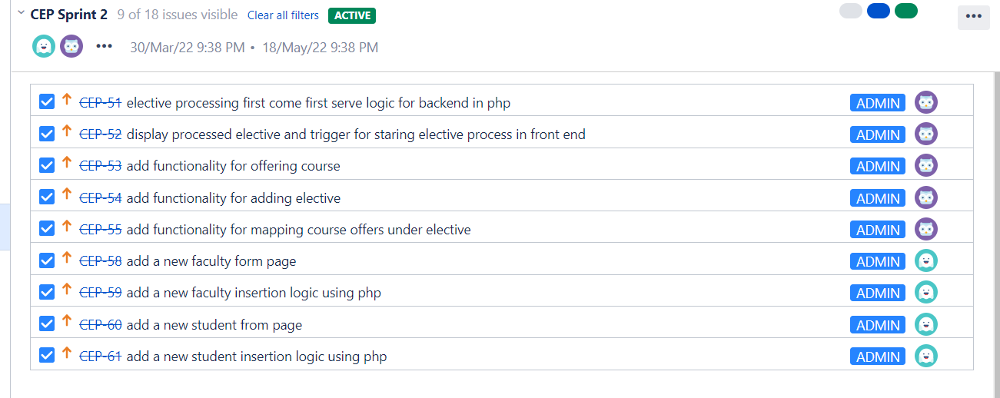 CEP Sprint 2 9 of 18 issues visible Clear all filters ACTIVE
30/Mar/22 9:38 PM • 18/May/22 9:38 PM
CEP-51 elective processing first come first serve logic for backend in php ADMIN
CEP-52 display processed elective and trigger for staring elective process in front end ADMIN
CEP-53 add functionality for offering course ADMIN
CEP-54 add functionality for adding elective ADMIN
CEP-55 add functionality for mapping course offers under elective ADMIN
CEP-58 add a new faculty form page ADMIN
CEP-59 add a new faculty insertion logic using php ADMIN
CEP-60 add a new student from page ADMIN
CEP-61 add a new student insertion logic using php ADMIN